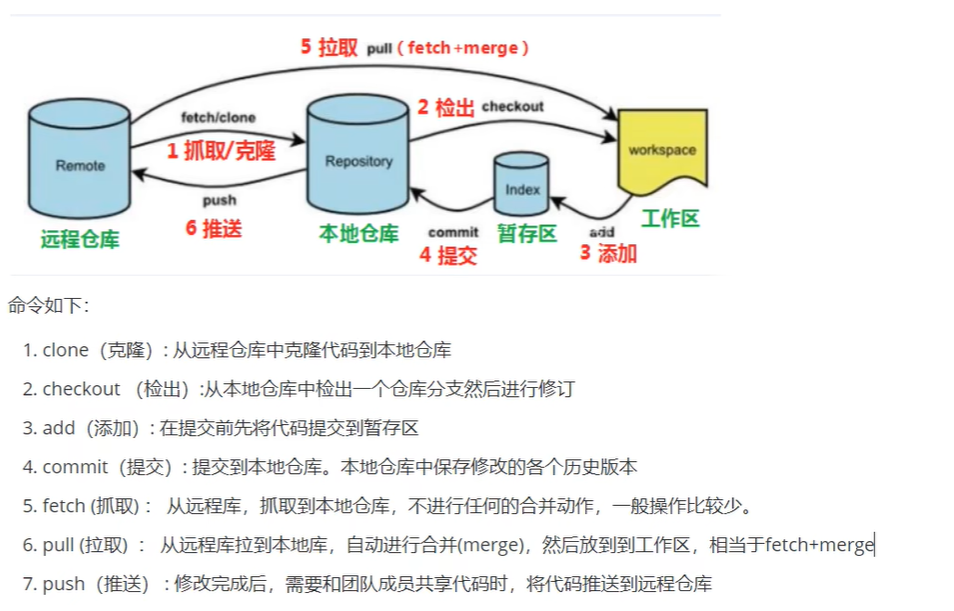 5 拉取 pull（fetch+merge）
fetch/clone
2 检出 checkout
1 抓取/克隆
Remote
Repository
workspace
Index
push
6 推送
远程仓库
本地仓库
commit
4 提交
暂存区
add
3 添加
工作区
命令如下：
1. clone（克隆）: 从远程仓库中克隆代码到本地仓库
2. checkout （检出）:从本地仓库中检出一个仓库分支然后进行修订
3. add（添加）: 在提交前先将代码提交到暂存区
4. commit（提交）: 提交到本地仓库。本地仓库中保存修改的各个历史版本
5. fetch (抓取) ： 从远程库，抓取到本地仓库，不进行任何的合并动作，一般操作比较少。
6. pull (拉取) ： 从远程库拉到本地库，自动进行合并(merge)，然后放到到工作区，相当于fetch+merge
7. push（推送）: 修改完成后，需要和团队成员共享代码时，将代码推送到远程仓库